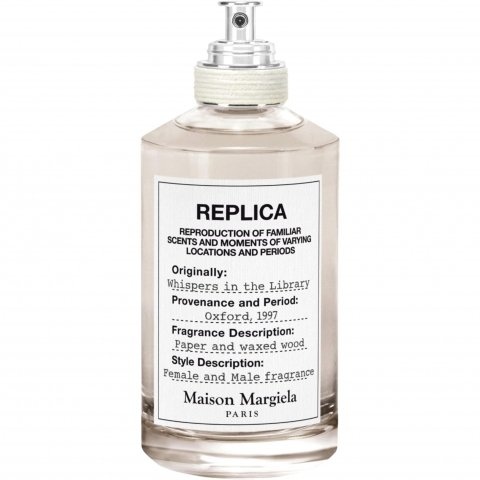 REPLICA
REPRODUCTION OF FAMILIAR
SCENTS AND MOMENTS OF VARYING
LOCATIONS AND PERIODS
Originally:
Whispers in the Library
Provenance and Period:
Oxford, 1997
Fragrance Description:
Paper and waxed wood
Style Description:
Female and Male fragrance
Maison Margiela
PARIS